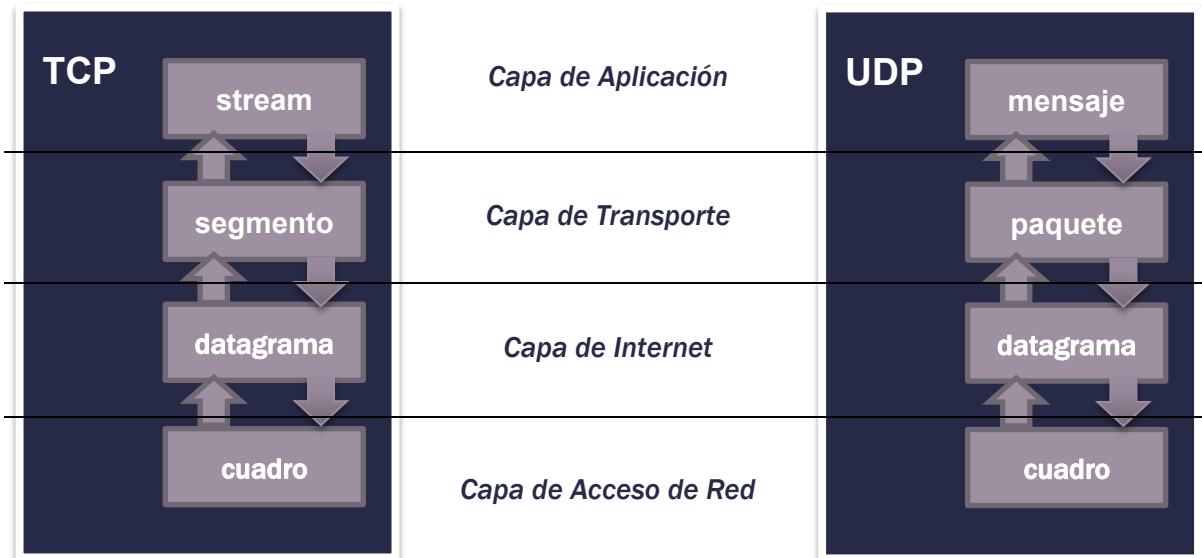 TCP
stream
segmento
datagrama
cuadro
Capa de Aplicación
Capa de Transporte
Capa de Internet
Capa de Acceso de Red
UDP
mensaje
paquete
datagrama
cuadro